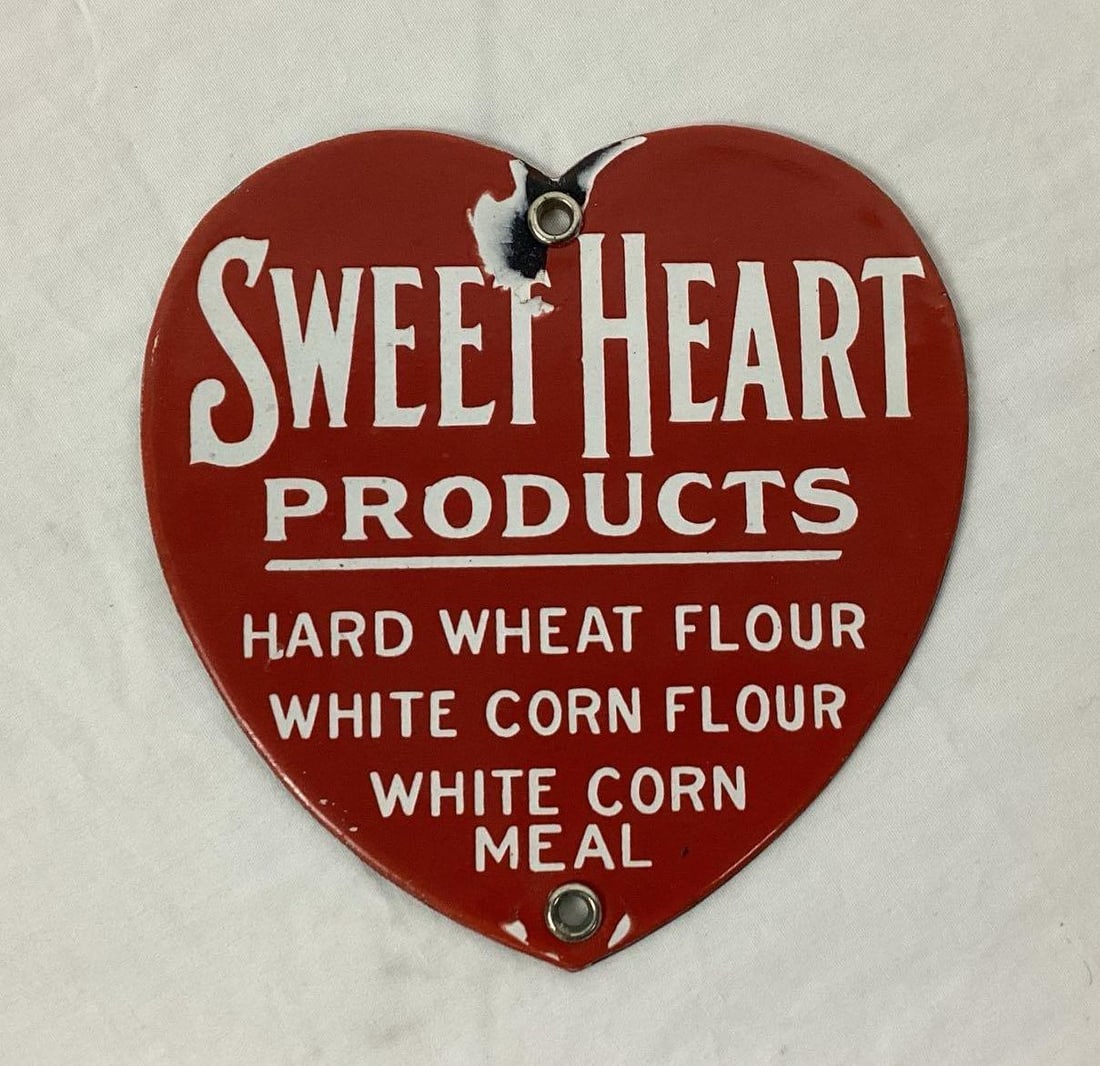 SWEET HEART
PRODUCTS
HARD WHEAT FLOUR
WHITE CORN FLOUR
WHITE CORN
MEAL